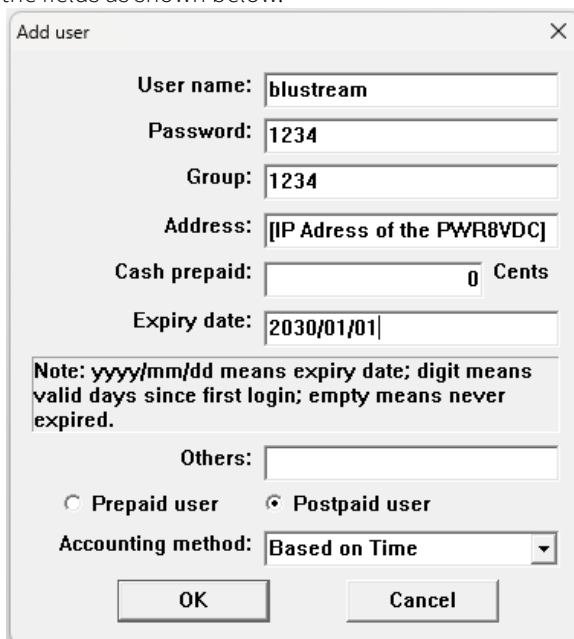 the fields as shown below.
Add user
User name: blustream
Password: 1234
Group: 1234
Address: [IP Adress of the PWR8VDC]
Cash prepaid: 0 Cents
Expiry date: 2030/01/01
Note: yyyy/mm/dd means expiry date; digit means
valid days since first login; empty means never
expired.
Others:
Prepaid user Postpaid user
Accounting method: Based on Time
OK Cancel